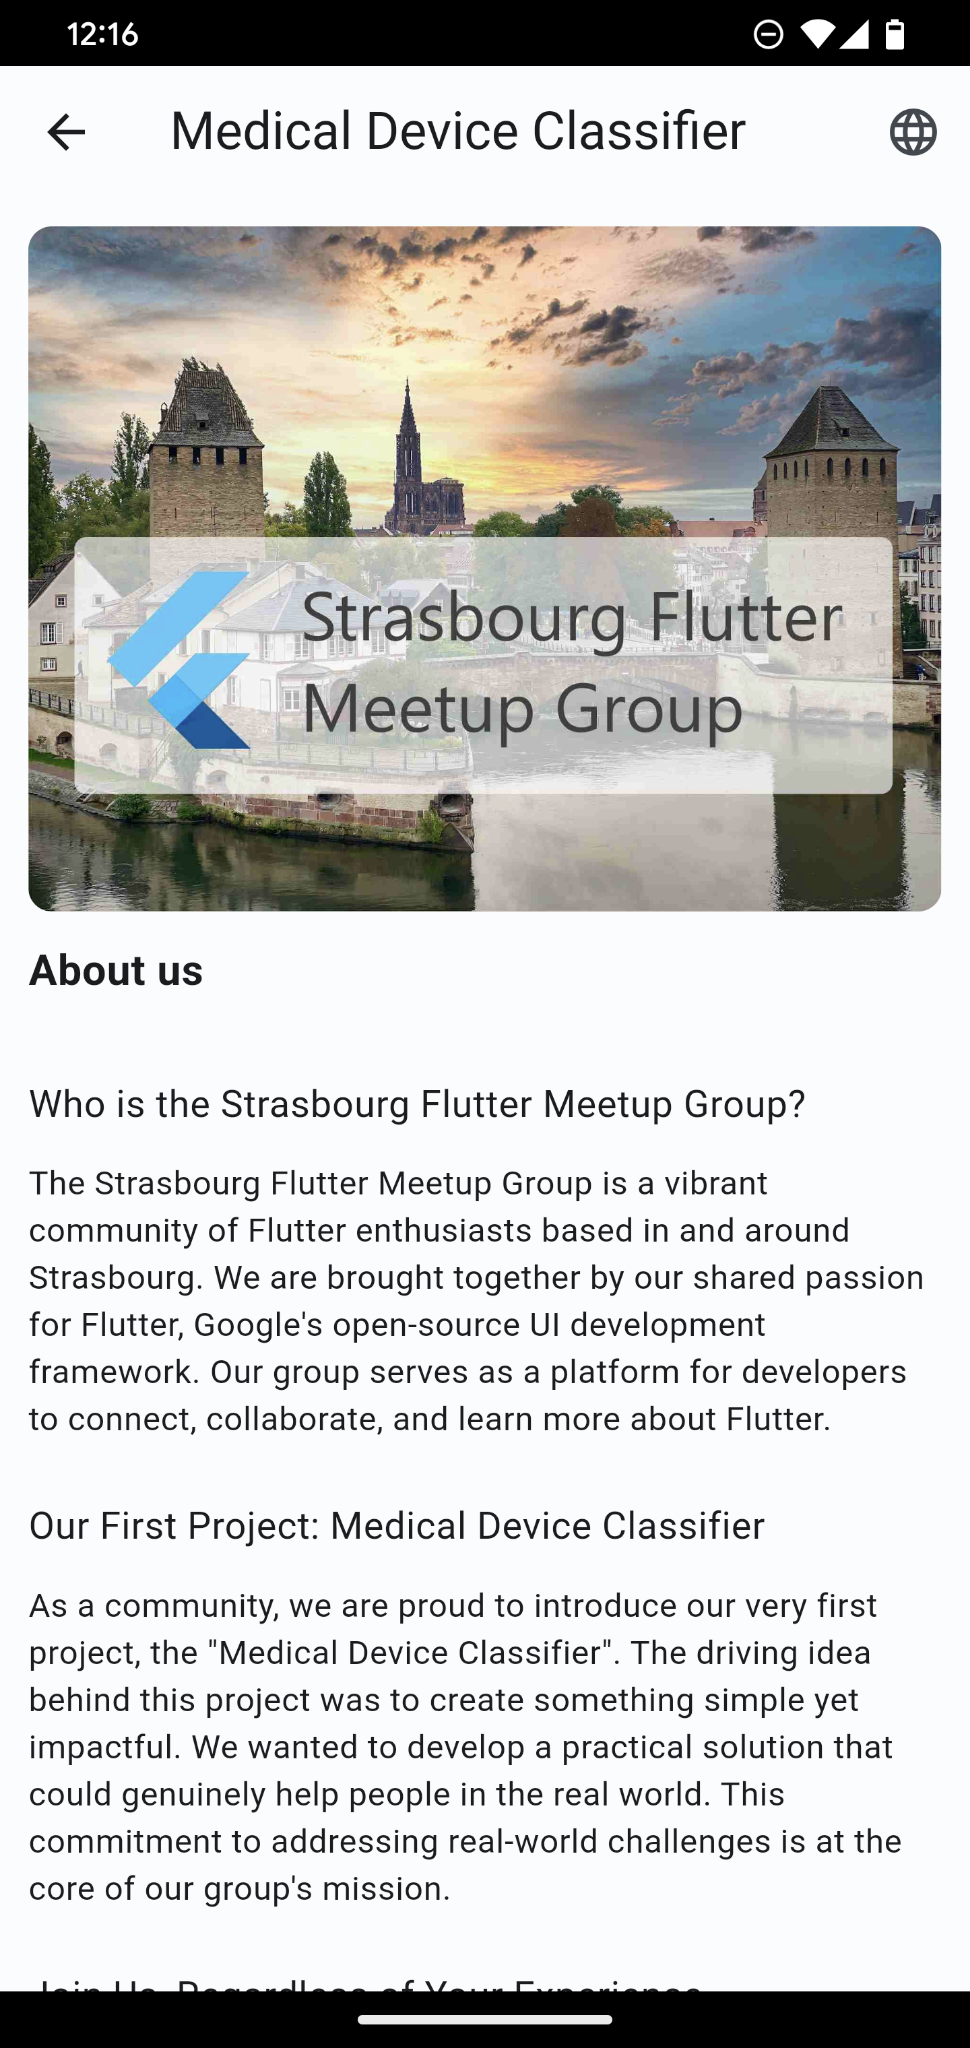 12:16
Medical Device Classifier
Strasbourg Flutter
Meetup Group
About us
Who is the Strasbourg Flutter Meetup Group?
The Strasbourg Flutter Meetup Group is a vibrant
community of Flutter enthusiasts based in and around
Strasbourg. We are brought together by our shared passion
for Flutter, Google's open-source UI development
framework. Our group serves as a platform for developers
to connect, collaborate, and learn more about Flutter.
Our First Project: Medical Device Classifier
As a community, we are proud to introduce our very first
project, the "Medical Device Classifier". The driving idea
behind this project was to create something simple yet
impactful. We wanted to develop a practical solution that
could genuinely help people in the real world. This
commitment to addressing real-world challenges is at the
core of our group's mission.
Join Us, Regardless of Your Experience